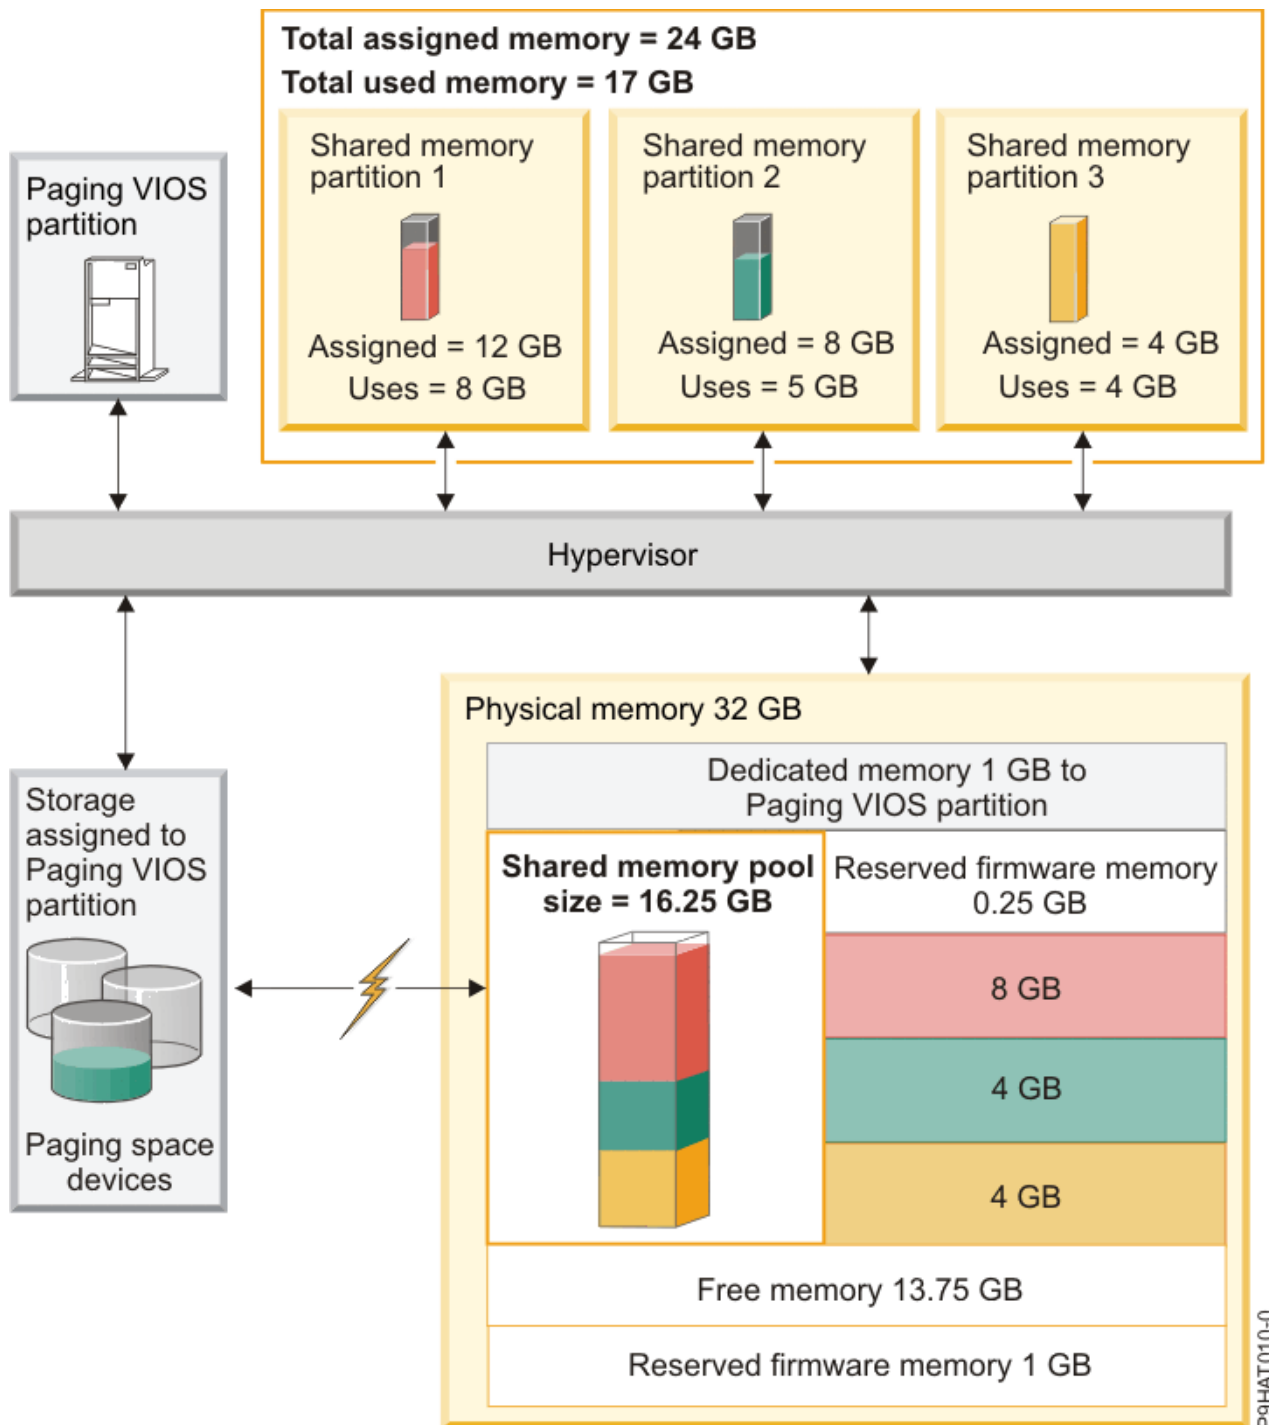 Total assigned memory = 24 GB
Total used memory = 17 GB
Shared memory
partition 1
Assigned = 12 GB
Uses = 8 GB
Shared memory
partition 2
Assigned = 8 GB
Uses = 5 GB
Shared memory
partition 3
Assigned = 4 GB
Uses = 4 GB
Paging VIOS
partition
Hypervisor
Storage
assigned to
Paging VIOS
partition
Paging space
devices
Physical memory 32 GB
Dedicated memory 1 GB to
Paging VIOS partition
Shared memory pool
size = 16.25 GB
Reserved firmware memory
0.25 GB
8 GB
4 GB
4 GB
Free memory 13.75 GB
Reserved firmware memory 1 GB
P9HAT010-0